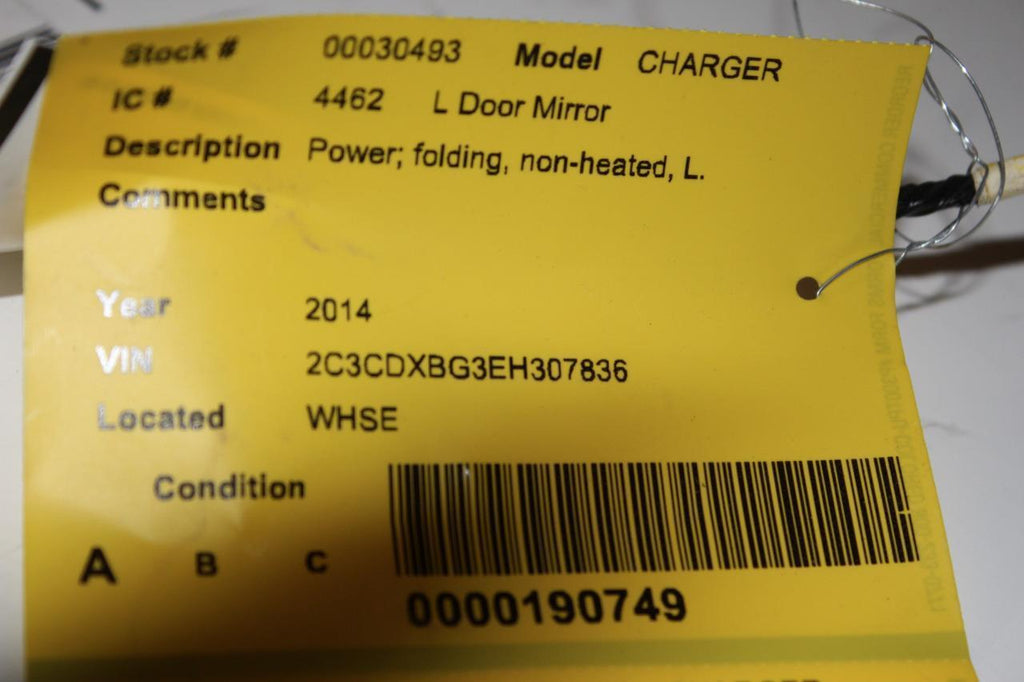 Stock # 00030493 Model CHARGER
IC # 4462 L Door Mirror
Description Power; folding, non-heated, L.
Comments
Year 2014
VIN 2C3CDXBG3EH307836
Located WHSE
Condition
A B C
0000190749